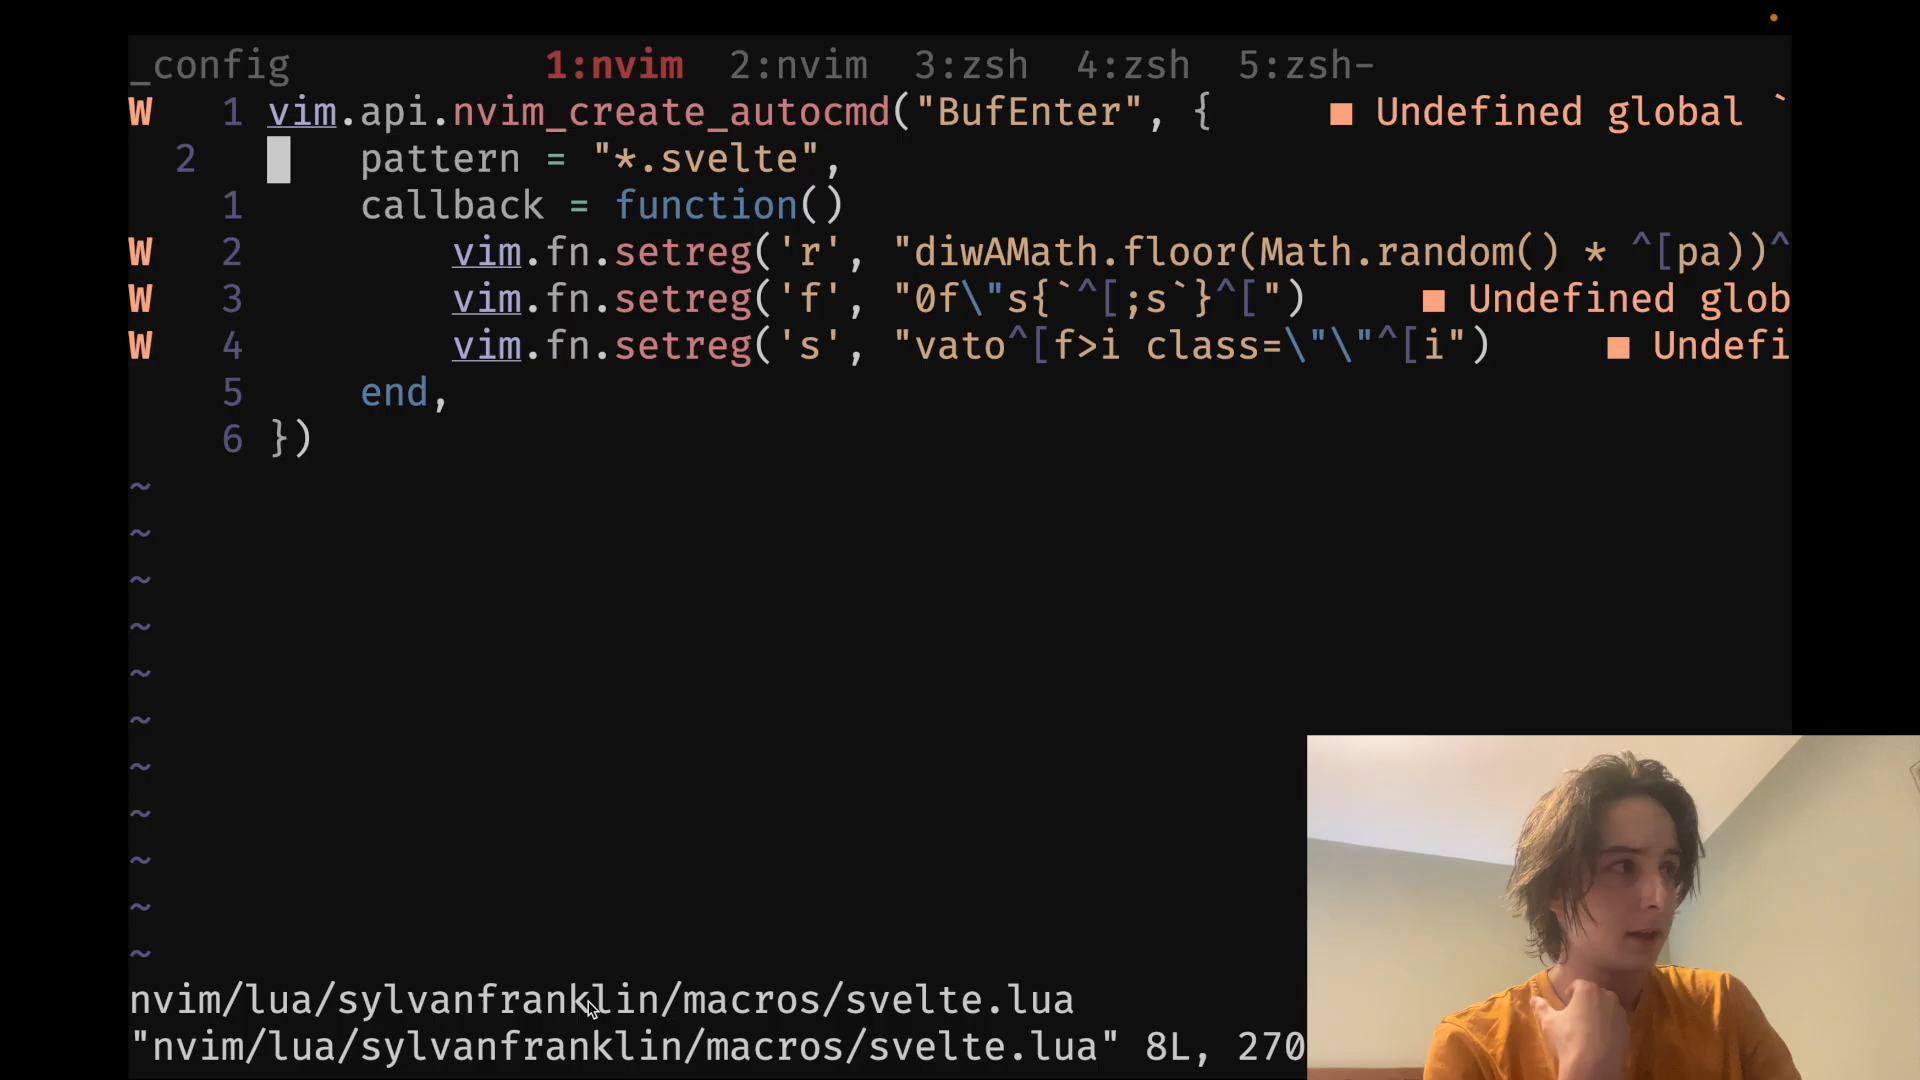 _config 1:nvim 2:nvim 3:zsh 4:zsh 5:zsh-
W 1 vim.api.nvim_create_autocmd("BufEnter", { ■ Undefined global `
2 pattern = "*.svelte",
1 callback = function()
W 2 vim.fn.setreg('r', "diwAMath.floor(Math.random() * ^[pa))^
W 3 vim.fn.setreg('f', "0f\"s{`^[;s`}^[") ■ Undefined glob
W 4 vim.fn.setreg('s', "vato^[f>i class=\"\"^[i") ■ Undefi
5 end,
6 })
~
~
~
~
~
~
~
~
~
~
~
nvim/lua/sylvanfranklin/macros/svelte.lua
"nvim/lua/sylvanfranklin/macros/svelte.lua" 8L, 270